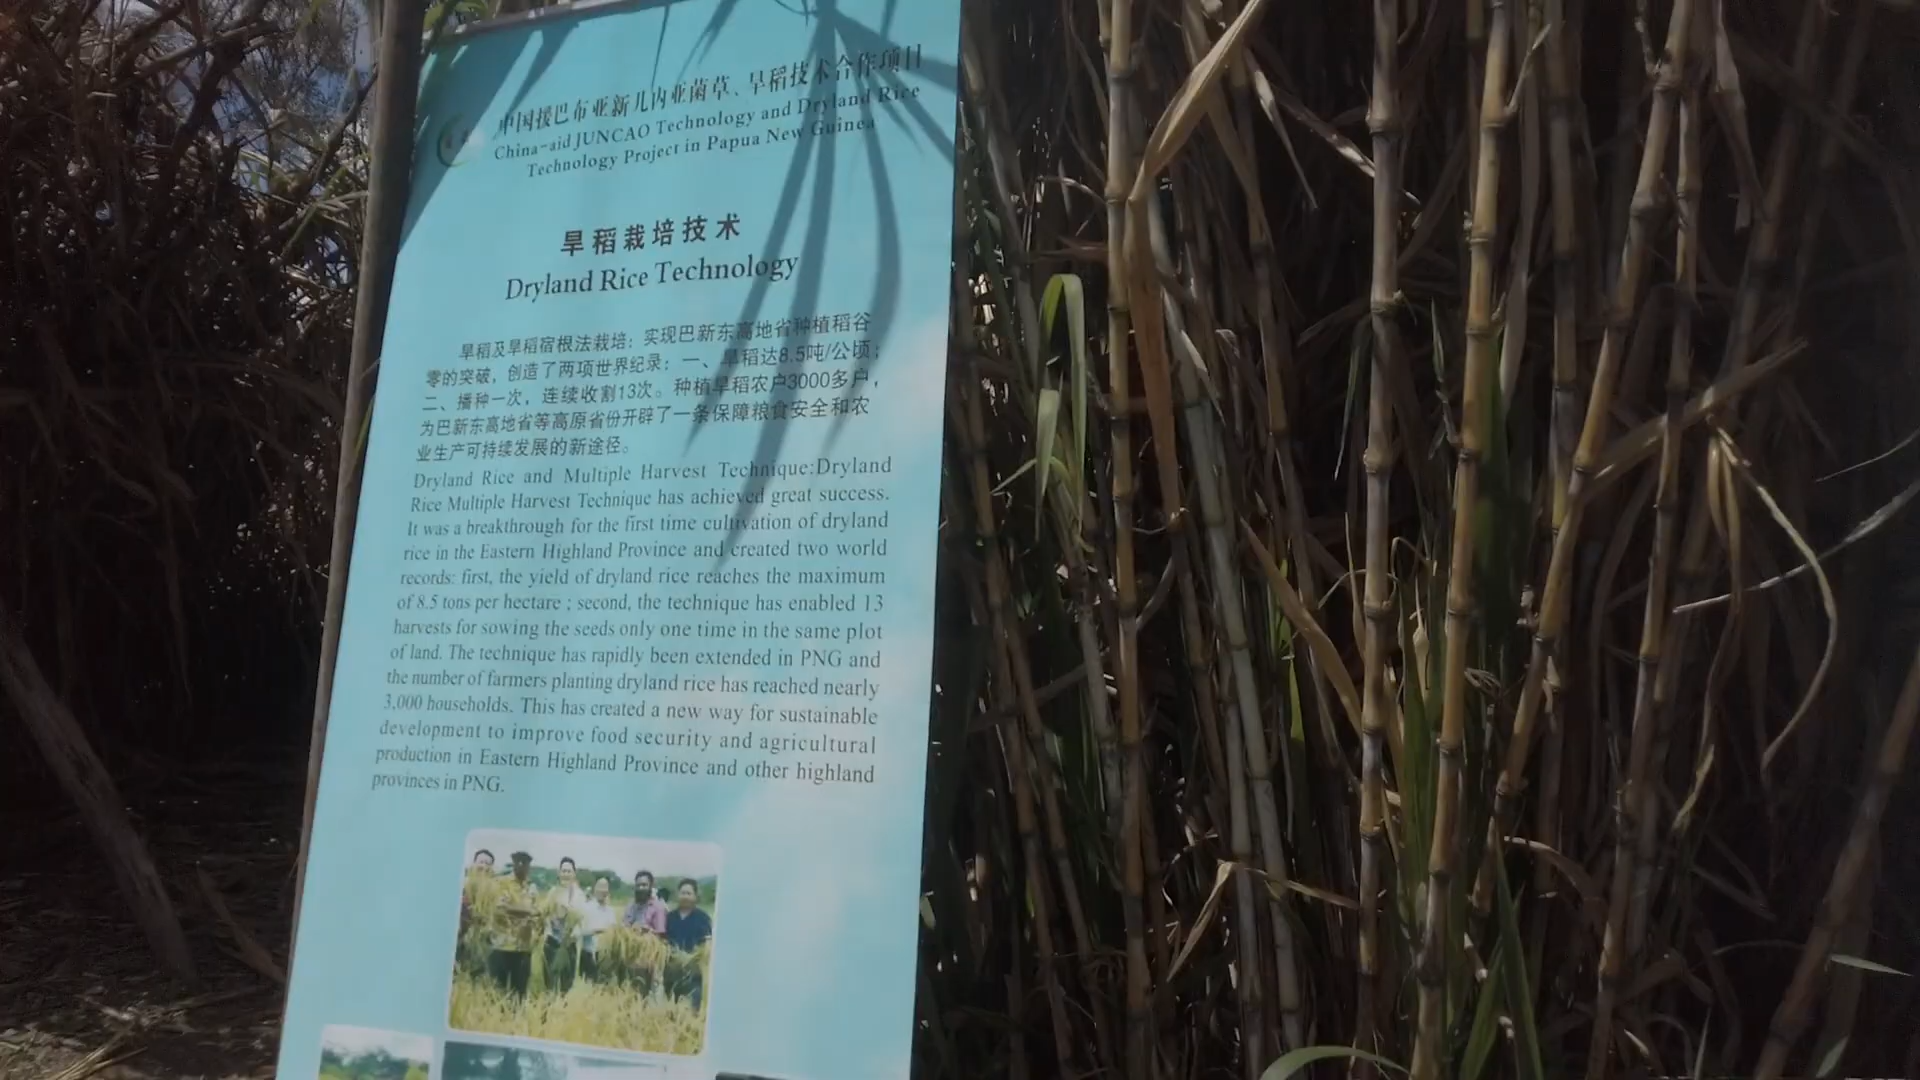 中国援巴布亚新几内亚菌草、旱稻技术合作项目
China-aid JUNCAO Technology and Dryland Rice
Technology Project in Papua New Guinea
旱稻栽培技术
Dryland Rice Technology
旱稻及旱稻宿根法栽培：实现巴新东高地省种植稻谷
零的突破，创造了两项世界纪录：一、旱稻达8.5吨/公顷；
二、播种一次，连续收割13次。种植旱稻农户3000多户，
为巴新东高地省等高原省份开辟了一条保障粮食安全和农
业生产可持续发展的新途径。
Dryland Rice and Multiple Harvest Technique:Dryland
Rice Multiple Harvest Technique has achieved great success.
It was a breakthrough for the first time cultivation of dryland
rice in the Eastern Highland Province and created two world
records: first, the yield of dryland rice reaches the maximum
of 8.5 tons per hectare ; second, the technique has enabled 13
harvests for sowing the seeds only one time in the same plot
of land. The technique has rapidly been extended in PNG and
the number of farmers planting dryland rice has reached nearly
3,000 households. This has created a new way for sustainable
development to improve food security and agricultural
production in Eastern Highland Province and other highland
provinces in PNG.